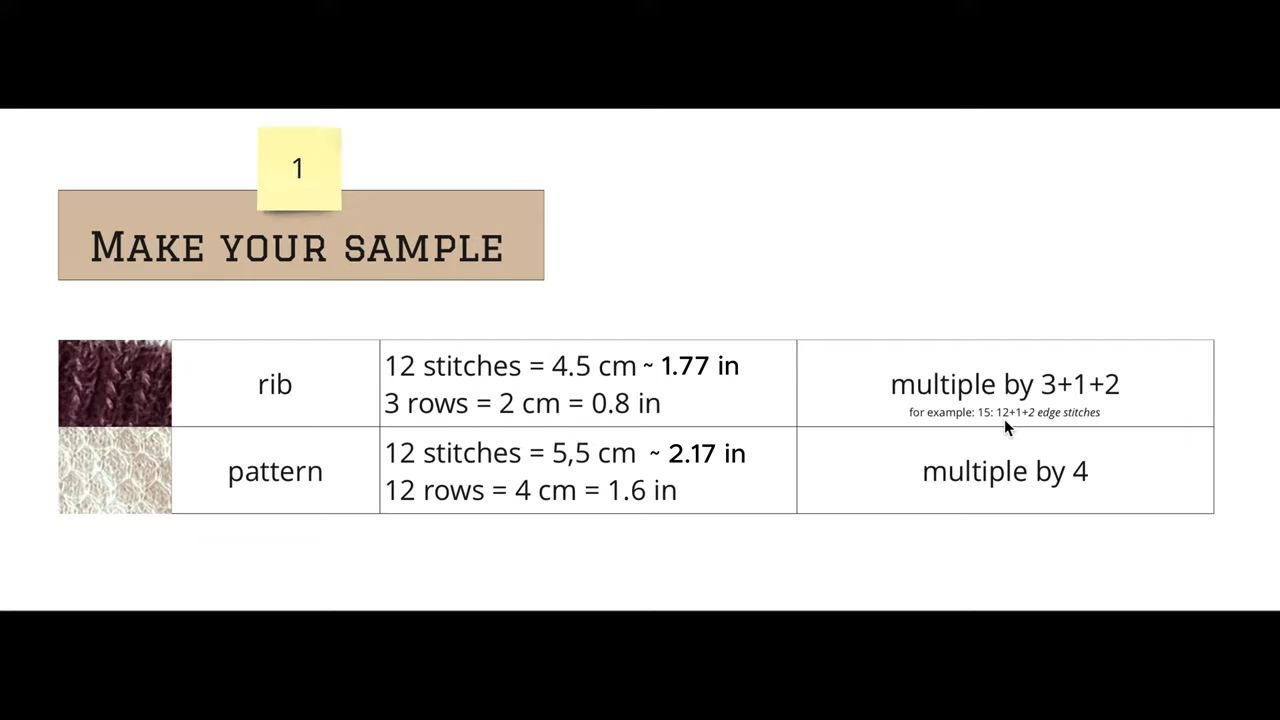 1
Make your sample
rib
12 stitches = 4.5 cm ~ 1.77 in
3 rows = 2 cm = 0.8 in
multiple by 3+1+2
for example: 15: 12+1+2 edge stitches
pattern
12 stitches = 5,5 cm ~ 2.17 in
12 rows = 4 cm = 1.6 in
multiple by 4